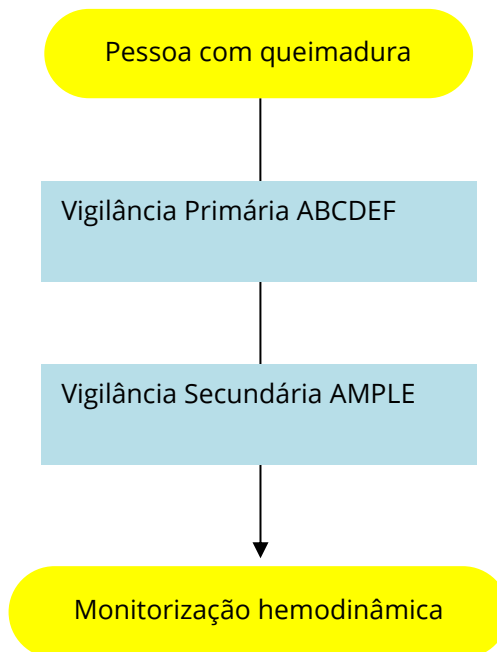 Pessoa com queimadura
Vigilância Primária ABCDEF
Vigilância Secundária AMPLE
Monitorização hemodinâmica